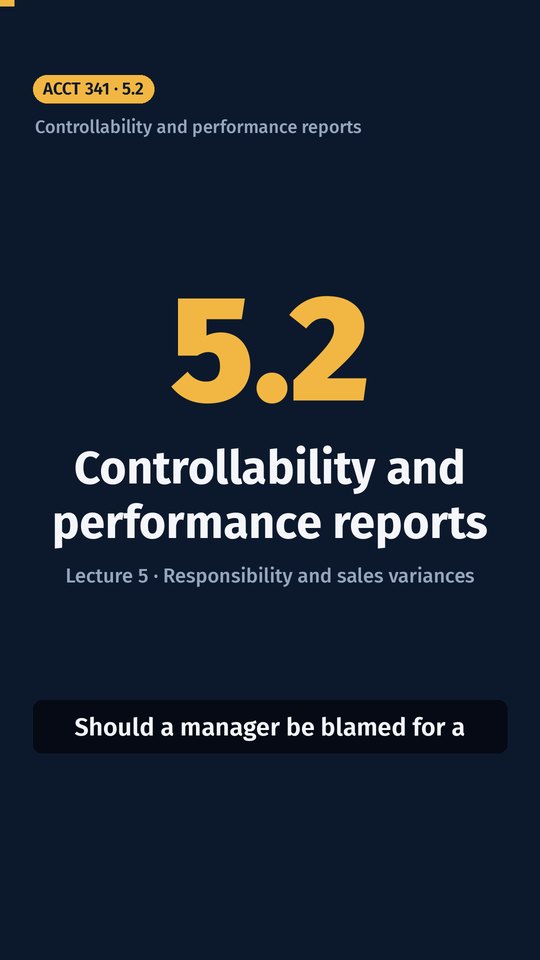 ACCT 341 · 5.2
Controllability and performance reports
5.2
Controllability and
performance reports
Lecture 5 · Responsibility and sales variances
Should a manager be blamed for a